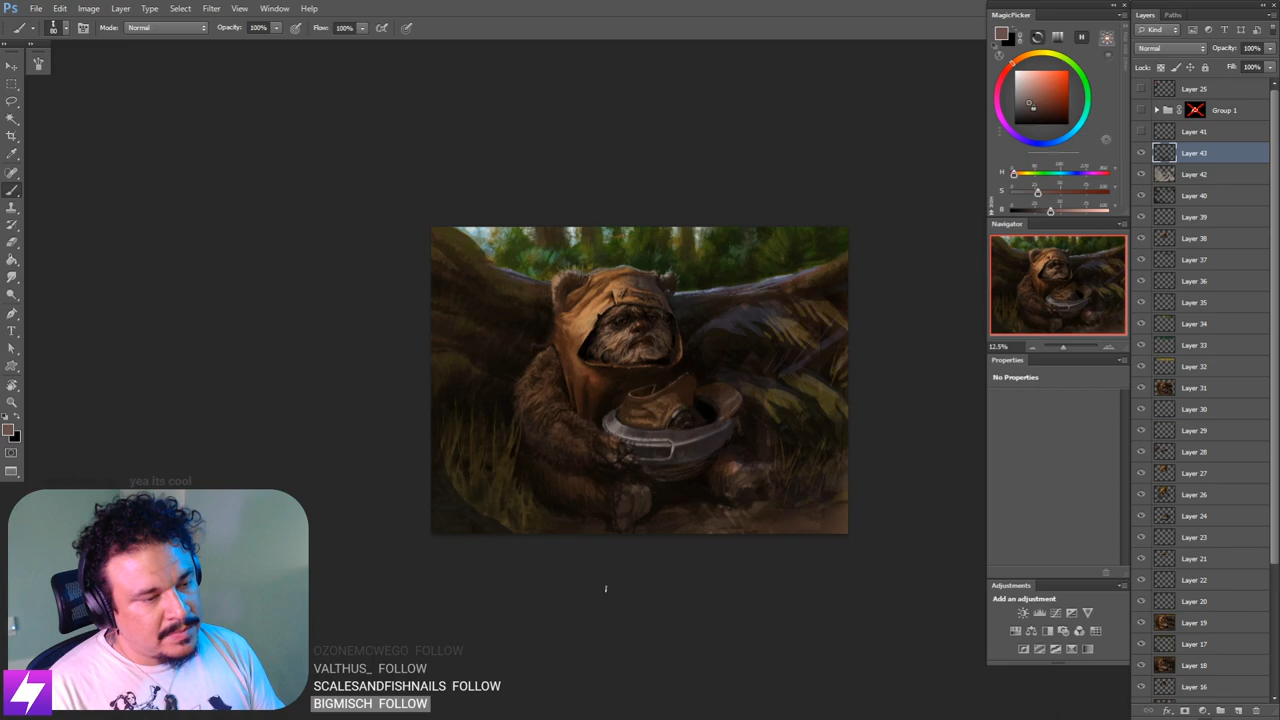 Ps File Edit Image Layer Type Select Filter View Window Help
80 Mode: Normal Opacity: 100% Flow: 100%
MagicPicker
H
H
S
B
Navigator
12.5%
Properties
No Properties
Adjustments
Add an adjustment
Layers Paths
Kind
Normal Opacity: 100%
Lock: Fill: 100%
Layer 25
Group 1
Layer 41
Layer 43
Layer 42
Layer 40
Layer 39
Layer 38
Layer 37
Layer 36
Layer 35
Layer 34
Layer 33
Layer 32
Layer 31
Layer 30
Layer 29
Layer 28
Layer 27
Layer 26
Layer 24
Layer 23
Layer 21
Layer 22
Layer 20
Layer 19
Layer 17
Layer 18
Layer 16
yea its cool
OZONEMCWEGO FOLLOW
VALTHUS_ FOLLOW
SCALESANDFISHNAILS FOLLOW
BIGMISCH FOLLOW